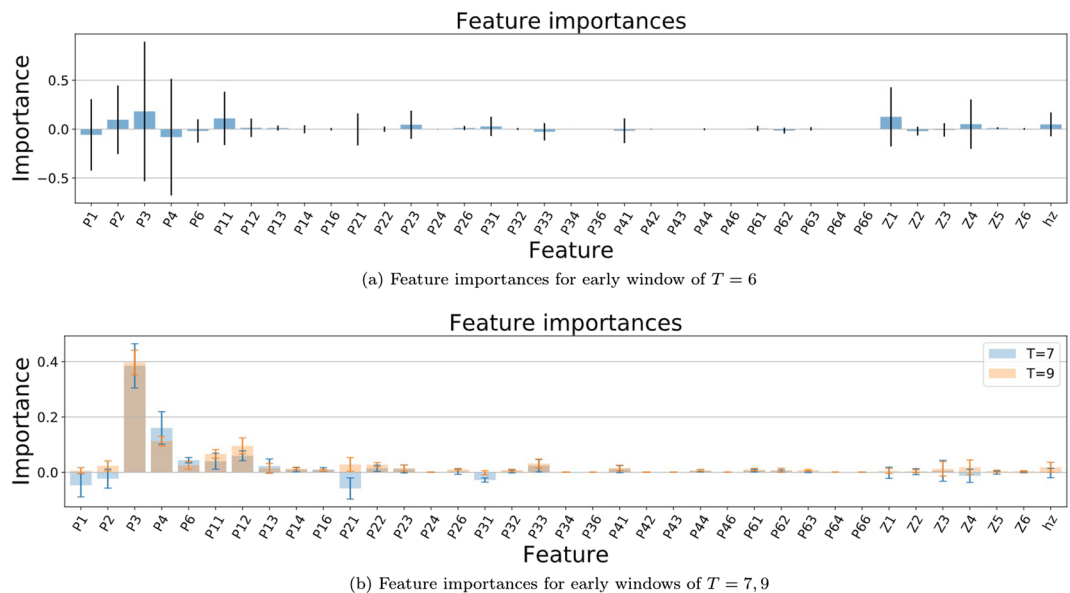 Feature importances
Importance
0.5
0.0
−0.5
P1 P2 P3 P4 P6 P11 P12 P13 P14 P16 P21 P22 P23 P24 P26 P31 P32 P33 P34 P36 P41 P42 P43 P44 P46 P61 P62 P63 P64 P66 Z1 Z2 Z3 Z4 Z5 Z6 hz
Feature
(a) Feature importances for early window of T = 6
Feature importances
Importance
0.4
0.2
0.0
T=7
T=9
P1 P2 P3 P4 P6 P11 P12 P13 P14 P16 P21 P22 P23 P24 P26 P31 P32 P33 P34 P36 P41 P42 P43 P44 P46 P61 P62 P63 P64 P66 Z1 Z2 Z3 Z4 Z5 Z6 hz
Feature
(b) Feature importances for early windows of T = 7, 9